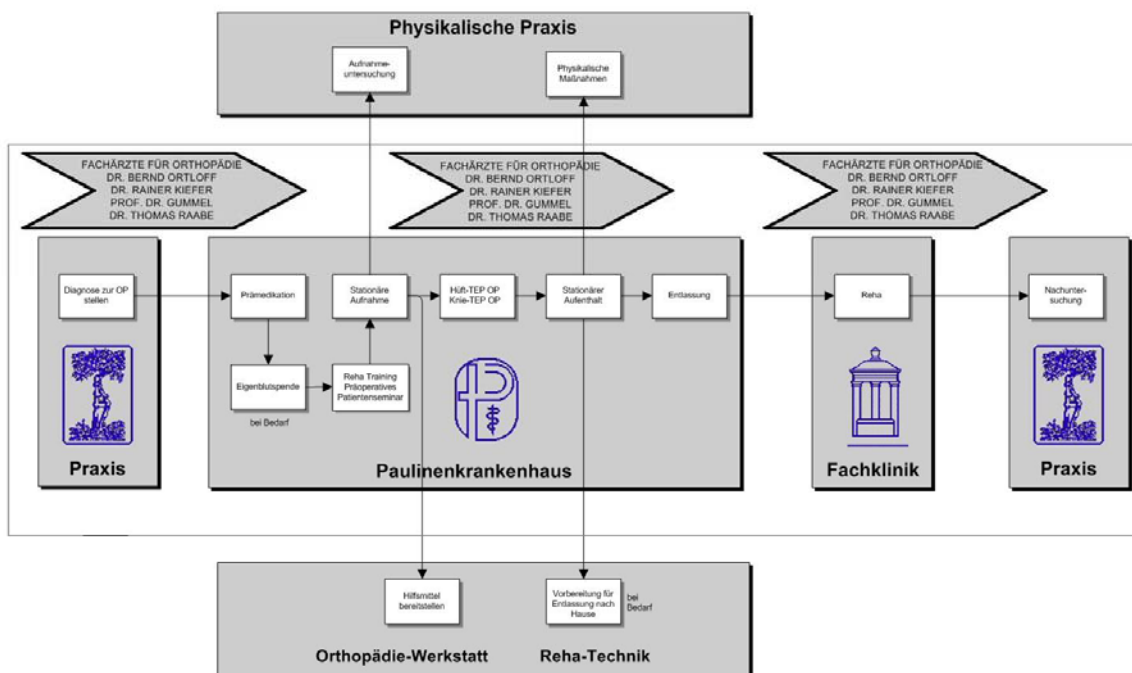 Physikalische Praxis
Aufnahme-
untersuchung
Physikalische
Maßnahmen
FACHÄRZTE FÜR ORTHOPÄDIE
DR. BERND ORTLOFF
DR. RAINER KIEFER
PROF. DR. GUMMEL
DR. THOMAS RAABE
FACHÄRZTE FÜR ORTHOPÄDIE
DR. BERND ORTLOFF
DR. RAINER KIEFER
PROF. DR. GUMMEL
DR. THOMAS RAABE
FACHÄRZTE FÜR ORTHOPÄDIE
DR. BERND ORTLOFF
DR. RAINER KIEFER
PROF. DR. GUMMEL
DR. THOMAS RAABE
Diagnose zur OP
stellen
Praxis
Prämedikation
Stationäre
Aufnahme
Hüft-TEP OP
Knie-TEP OP
Stationärer
Aufenthalt
Entlassung
Eigenblutspende
bei Bedarf
Reha Training
Präoperatives
Patientenseminar
Paulinenkrankenhaus
Reha
Fachklinik
Nachunter-
suchung
Praxis
Hilfsmittel
bereitstellen
Vorbereitung für
Entlassung nach
Hause
bei
Bedarf
Orthopädie-Werkstatt
Reha-Technik